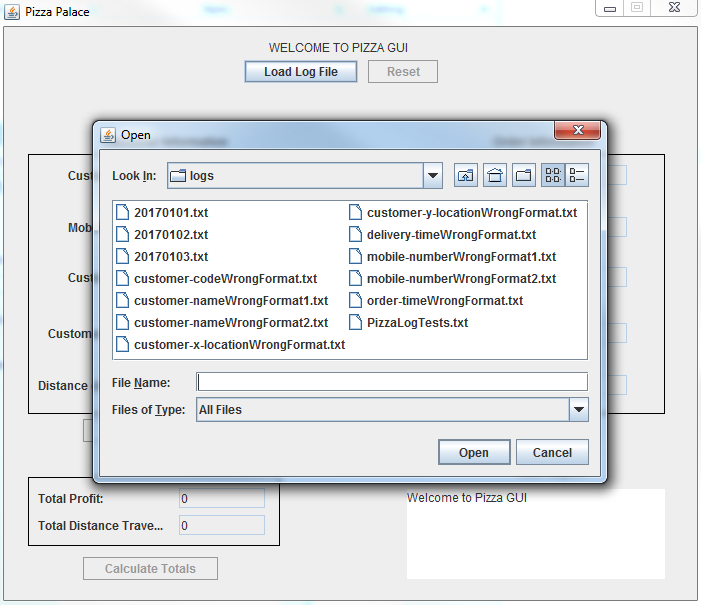 Pizza Palace
WELCOME TO PIZZA GUI
Load Log File
Reset
Open
Look In:
logs
20170101.txt
20170102.txt
20170103.txt
customer-codeWrongFormat.txt
customer-nameWrongFormat1.txt
customer-nameWrongFormat2.txt
customer-x-locationWrongFormat.txt
customer-y-locationWrongFormat.txt
delivery-timeWrongFormat.txt
mobile-numberWrongFormat1.txt
mobile-numberWrongFormat2.txt
order-timeWrongFormat.txt
PizzaLogTests.txt
File Name:
Files of Type:
All Files
Open
Cancel
Cust
Mob
Cust
Custom
Distance
Total Profit:
0
Total Distance Trave...
0
Calculate Totals
Welcome to Pizza GUI